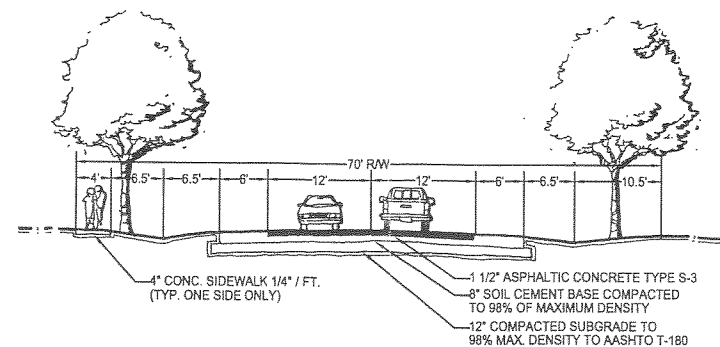 70' R/W
4' 6.5' 6.5' 6' 12' 12' 6' 6.5' 10.5'
4" CONC. SIDEWALK 1/4" / FT.
(TYP. ONE SIDE ONLY)
1 1/2" ASPHALTIC CONCRETE TYPE S-3
8" SOIL CEMENT BASE COMPACTED
TO 98% OF MAXIMUM DENSITY
12" COMPACTED SUBGRADE TO
98% MAX. DENSITY TO AASHTO T-180